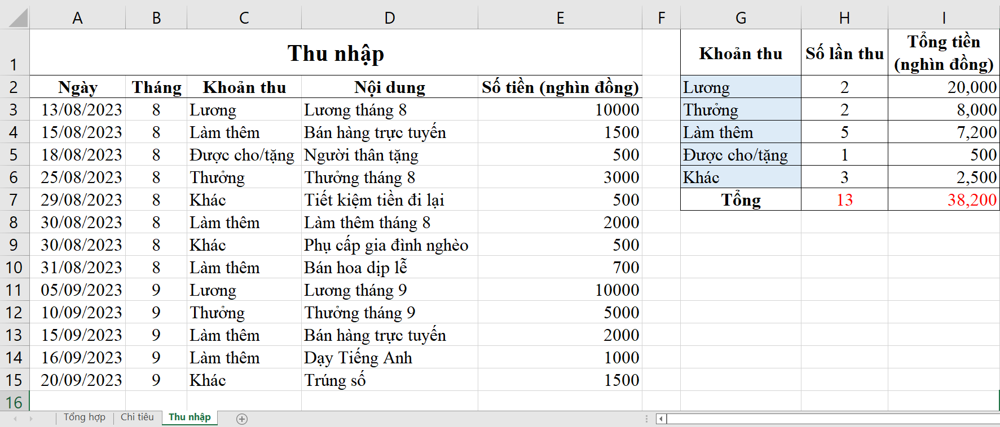 A B C D E F G H I
1 Thu nhập Khoản thu Số lần thu Tổng tiền (nghìn đồng)
2 Ngày Tháng Khoản thu Nội dung Số tiền (nghìn đồng) Lương 2 20,000
3 13/08/2023 8 Lương Lương tháng 8 10000 Thưởng 2 8,000
4 15/08/2023 8 Làm thêm Bán hàng trực tuyến 1500 Làm thêm 5 7,200
5 18/08/2023 8 Được cho/tặng Người thân tặng 500 Được cho/tặng 1 500
6 25/08/2023 8 Thưởng Thưởng tháng 8 3000 Khác 3 2,500
7 29/08/2023 8 Khác Tiết kiệm tiền đi lại 500 Tổng 13 38,200
8 30/08/2023 8 Làm thêm Làm thêm tháng 8 2000
9 30/08/2023 8 Khác Phụ cấp gia đình nghèo 500
10 31/08/2023 8 Làm thêm Bán hoa dịp lễ 700
11 05/09/2023 9 Lương Lương tháng 9 10000
12 10/09/2023 9 Thưởng Thưởng tháng 9 5000
13 15/09/2023 9 Làm thêm Bán hàng trực tuyến 2000
14 16/09/2023 9 Làm thêm Dạy Tiếng Anh 1000
15 20/09/2023 9 Khác Trúng số 1500
16
Tổng hợp Chi tiêu Thu nhập